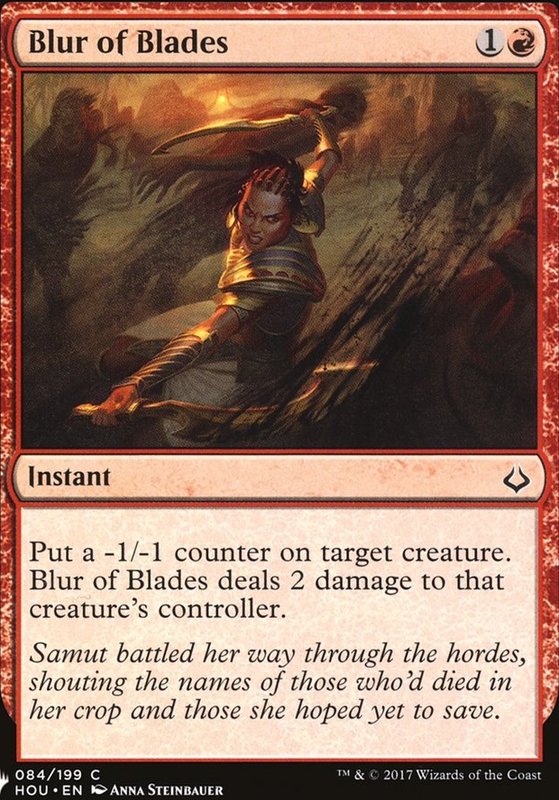 Blur of Blades 1
Instant
Put a -1/-1 counter on target creature.
Blur of Blades deals 2 damage to that
creature's controller.
Samut battled her way through the hordes,
shouting the names of those who'd died in
her crop and those she hoped yet to save.
084/199 C
HOU • EN Anna Steinbauer
™ & © 2017 Wizards of the Coast